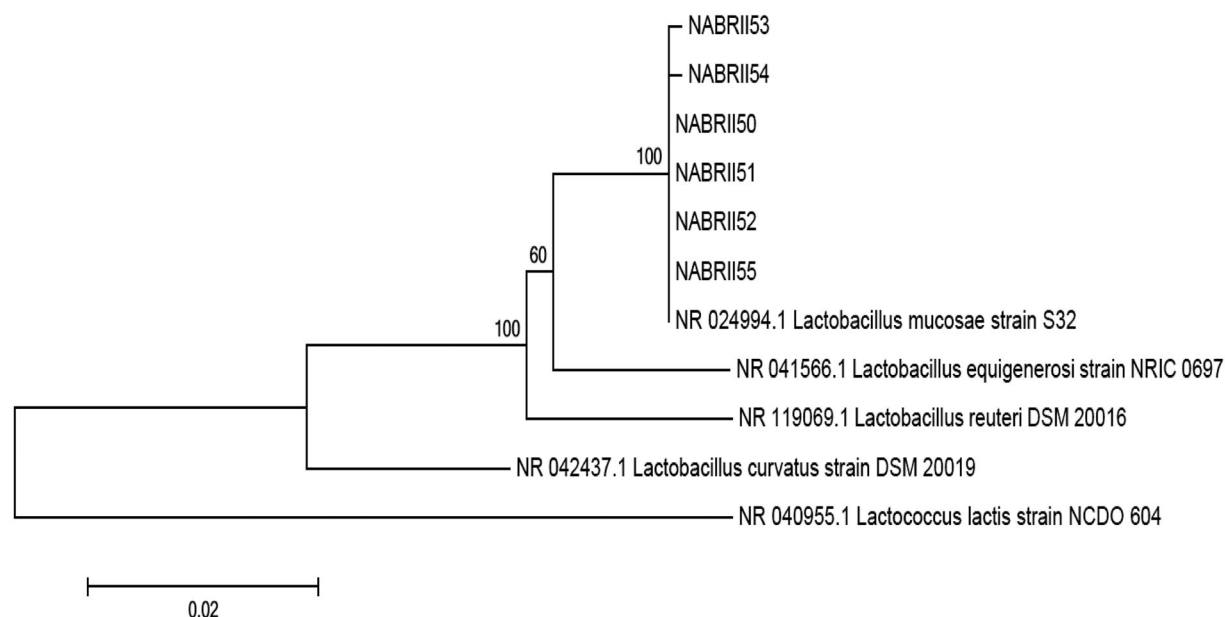 NABRII53
NABRII54
NABRII50
100
NABRII51
NABRII52
60
NABRII55
NR 024994.1 Lactobacillus mucosae strain S32
100
NR 041566.1 Lactobacillus equigenerosi strain NRIC 0697
NR 119069.1 Lactobacillus reuteri DSM 20016
NR 042437.1 Lactobacillus curvatus strain DSM 20019
NR 040955.1 Lactococcus lactis strain NCDO 604
0.02